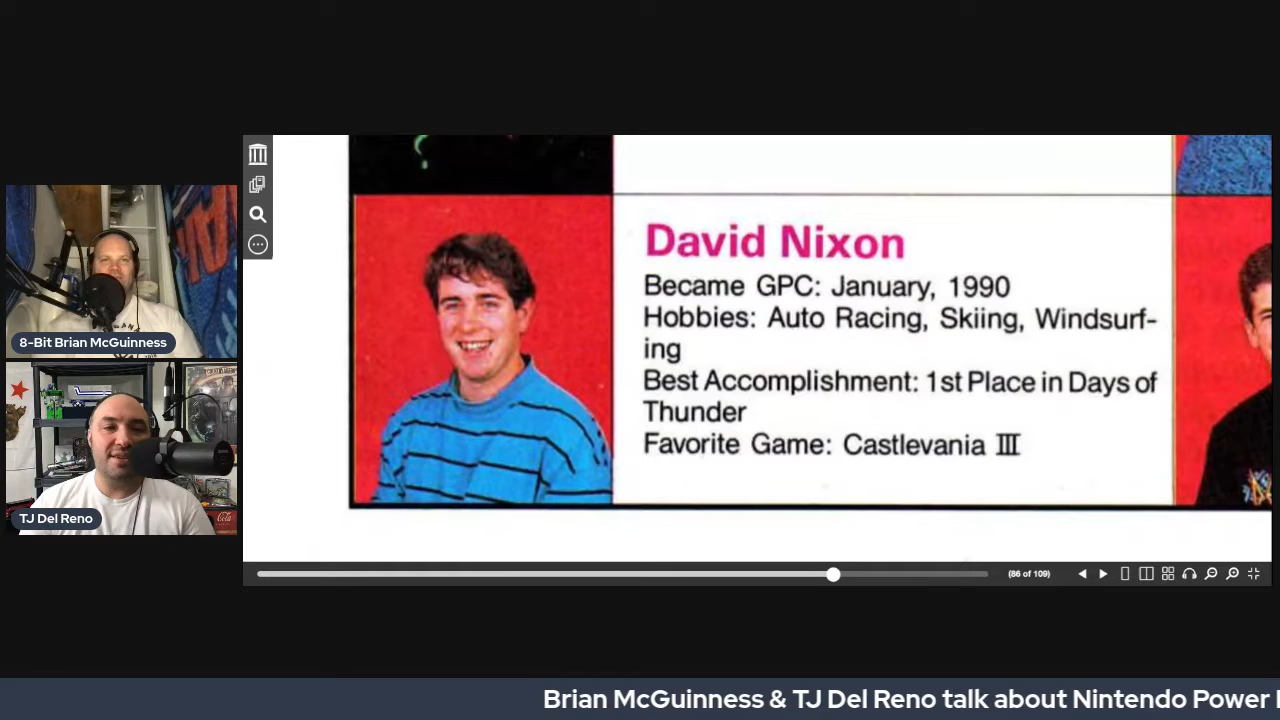 8-Bit Brian McGuinness
TJ Del Reno
David Nixon
Became GPC: January, 1990
Hobbies: Auto Racing, Skiing, Windsurf-
ing
Best Accomplishment: 1st Place in Days of
Thunder
Favorite Game: Castlevania III
(86 of 109)
Brian McGuinness & TJ Del Reno talk about Nintendo Power